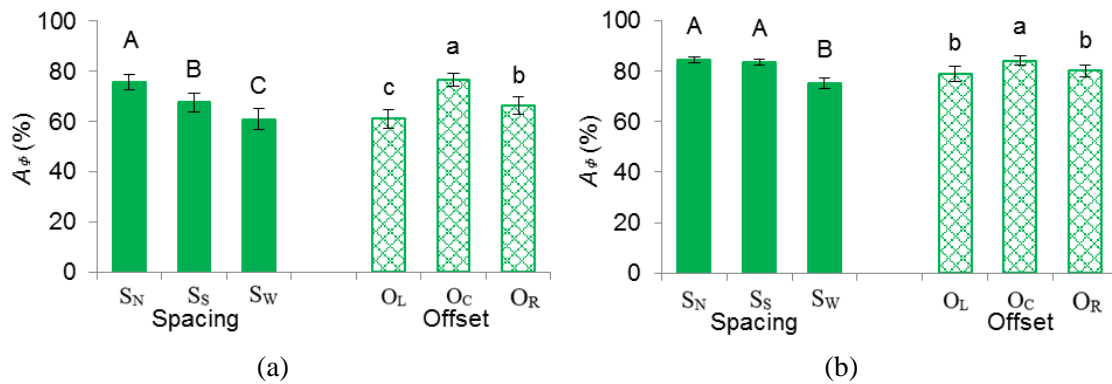 100
80
60
40
20
0
AΦ (%)
A
B
C
c
a
b
SN SS SW OL OC OR
Spacing Offset
(a)
100
80
60
40
20
0
AΦ (%)
A
A
B
b
a
b
SN SS SW OL OC OR
Spacing Offset
(b)